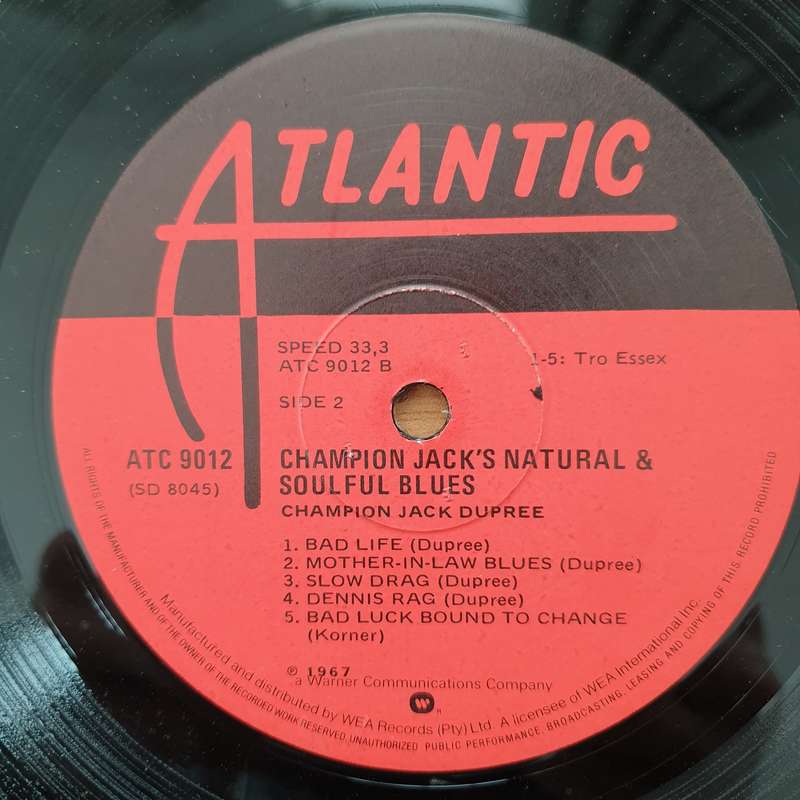 ATLANTIC
SPEED 33,3
ATC 9012 B
1-5: Tro Essex
SIDE 2
ATC 9012
(SD 8045)
CHAMPION JACK'S NATURAL &
SOULFUL BLUES
CHAMPION JACK DUPREE
1. BAD LIFE (Dupree)
2. MOTHER-IN-LAW BLUES (Dupree)
3. SLOW DRAG (Dupree)
4. DENNIS RAG (Dupree)
5. BAD LUCK BOUND TO CHANGE
(Korner)
℗ 1967
a Warner Communications Company
Manufactured and distributed by WEA Records (Pty) Ltd. A licensee of WEA International Inc.
ALL RIGHTS OF THE MANUFACTURER AND OF THE OWNER OF THE RECORDED WORK RESERVED. UNAUTHORIZED PUBLIC PERFORMANCE, BROADCASTING, LEASING AND COPYING OF THIS RECORD PROHIBITED